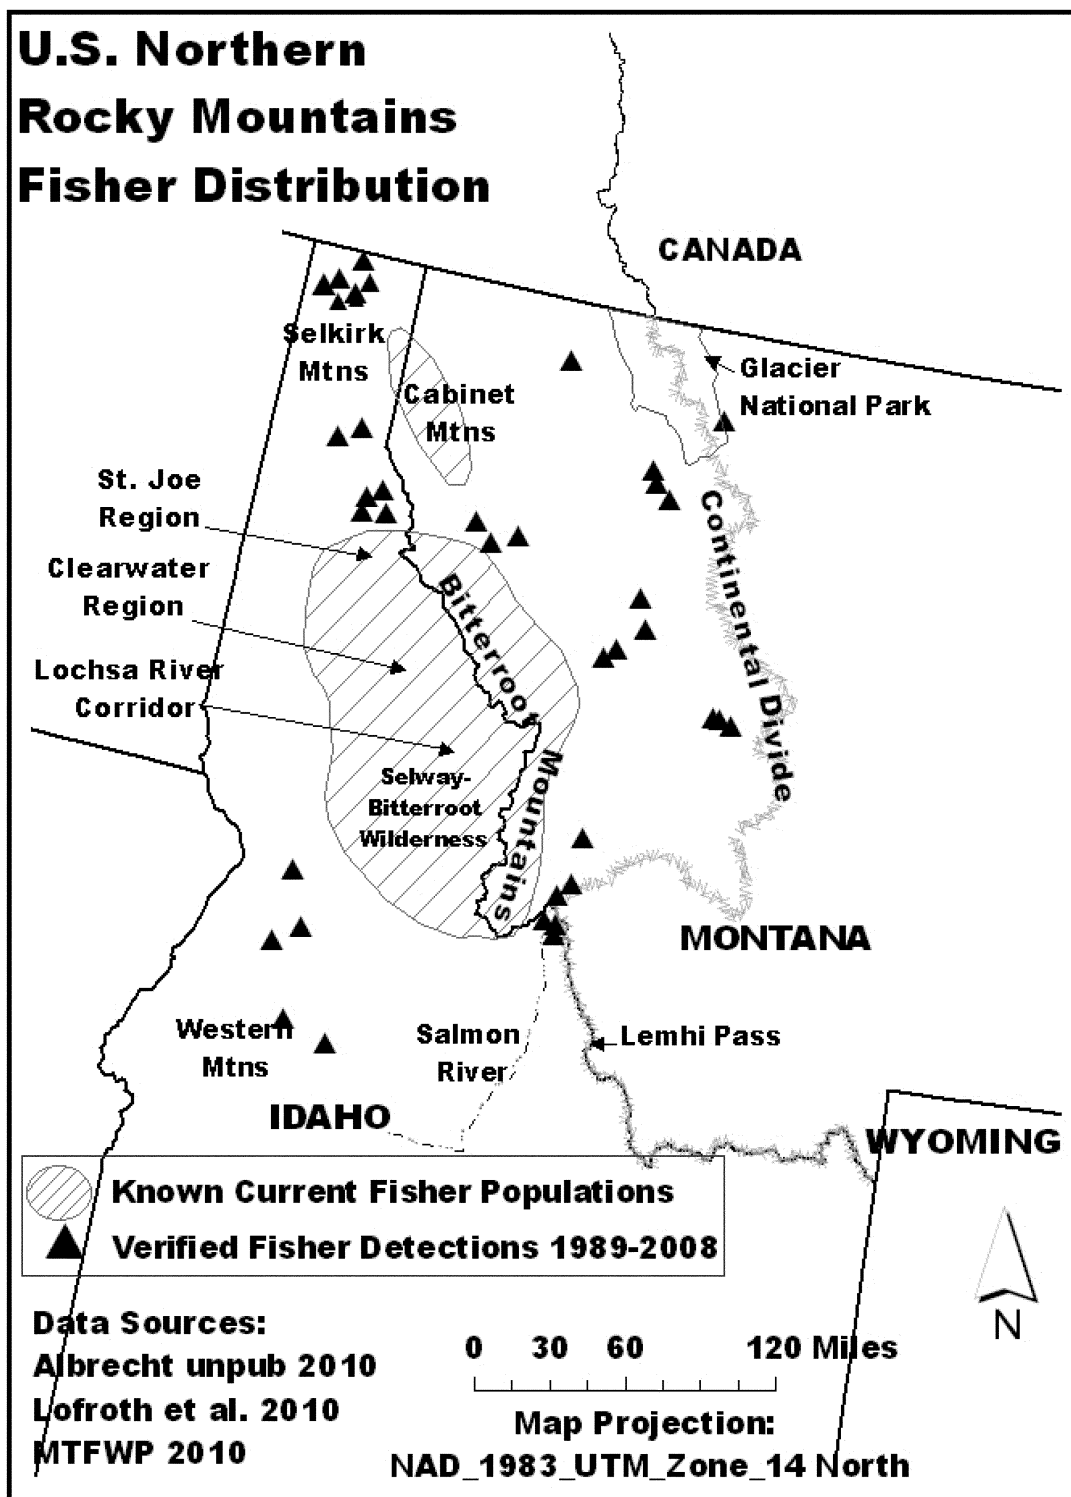 U.S. Northern
Rocky Mountains
Fisher Distribution
CANADA
Selkirk
Mtns
Glacier
National Park
Cabinet
Mtns
St. Joe
Region
Clearwater
Region
Lochsa River
Corridor
Bitterroot
Mountains
Continental Divide
Selway-
Bitterroot
Wilderness
MONTANA
Western
Mtns
Salmon
River
Lemhi Pass
IDAHO
WYOMING
Known Current Fisher Populations
Verified Fisher Detections 1989-2008
N
Data Sources:
Albrecht unpub 2010
Lofroth et al. 2010
MTFWP 2010
0 30 60 120 Miles
Map Projection:
NAD_1983_UTM_Zone_14 North